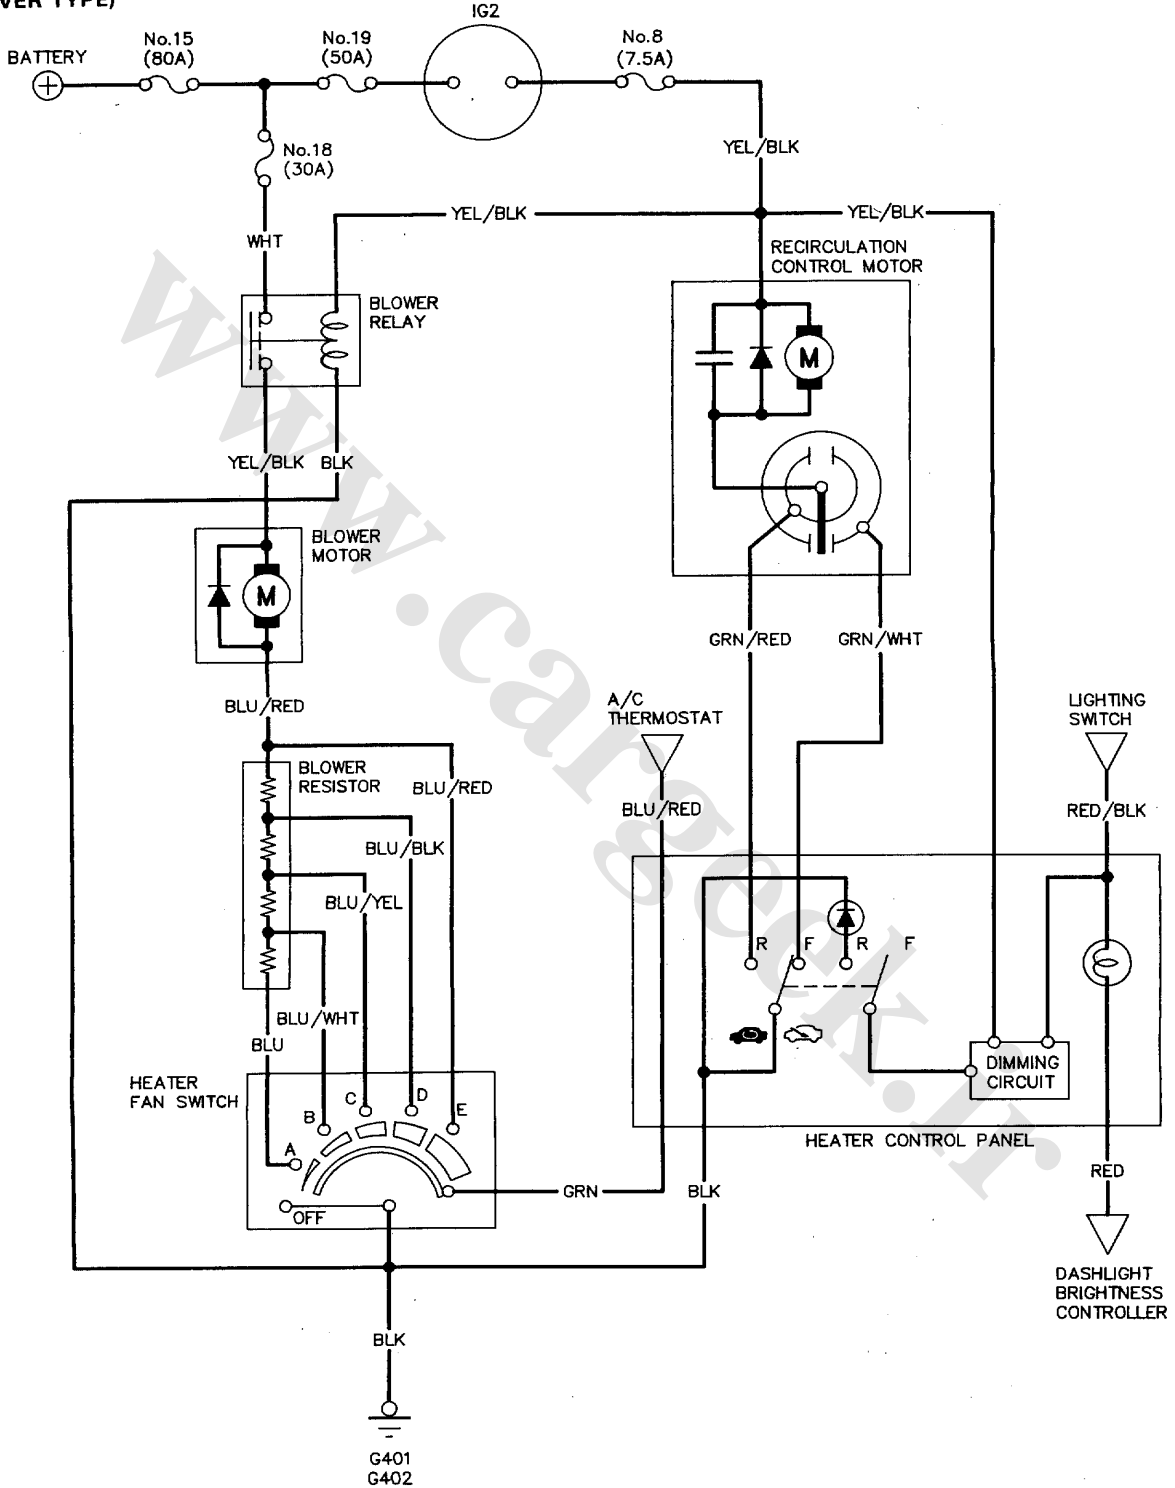 VER TYPE)
IG2
No.15
(80A)
No.19
(50A)
No.8
(7.5A)
BATTERY
No.18
(30A)
YEL/BLK
YEL/BLK
YEL/BLK
WHT
RECIRCULATION
CONTROL MOTOR
BLOWER
RELAY
M
YEL/BLK
BLK
BLOWER
MOTOR
M
GRN/RED
GRN/WHT
BLU/RED
A/C
THERMOSTAT
LIGHTING
SWITCH
BLOWER
RESISTOR
BLU/RED
BLU/RED
RED/BLK
BLU/BLK
BLU/YEL
R
F
R
F
BLU/WHT
BLU
DIMMING
CIRCUIT
HEATER
FAN SWITCH
A
B
C
D
E
OFF
HEATER CONTROL PANEL
GRN
BLK
RED
DASHLIGHT
BRIGHTNESS
CONTROLLER
BLK
G401
G402
www.cargeek.ir